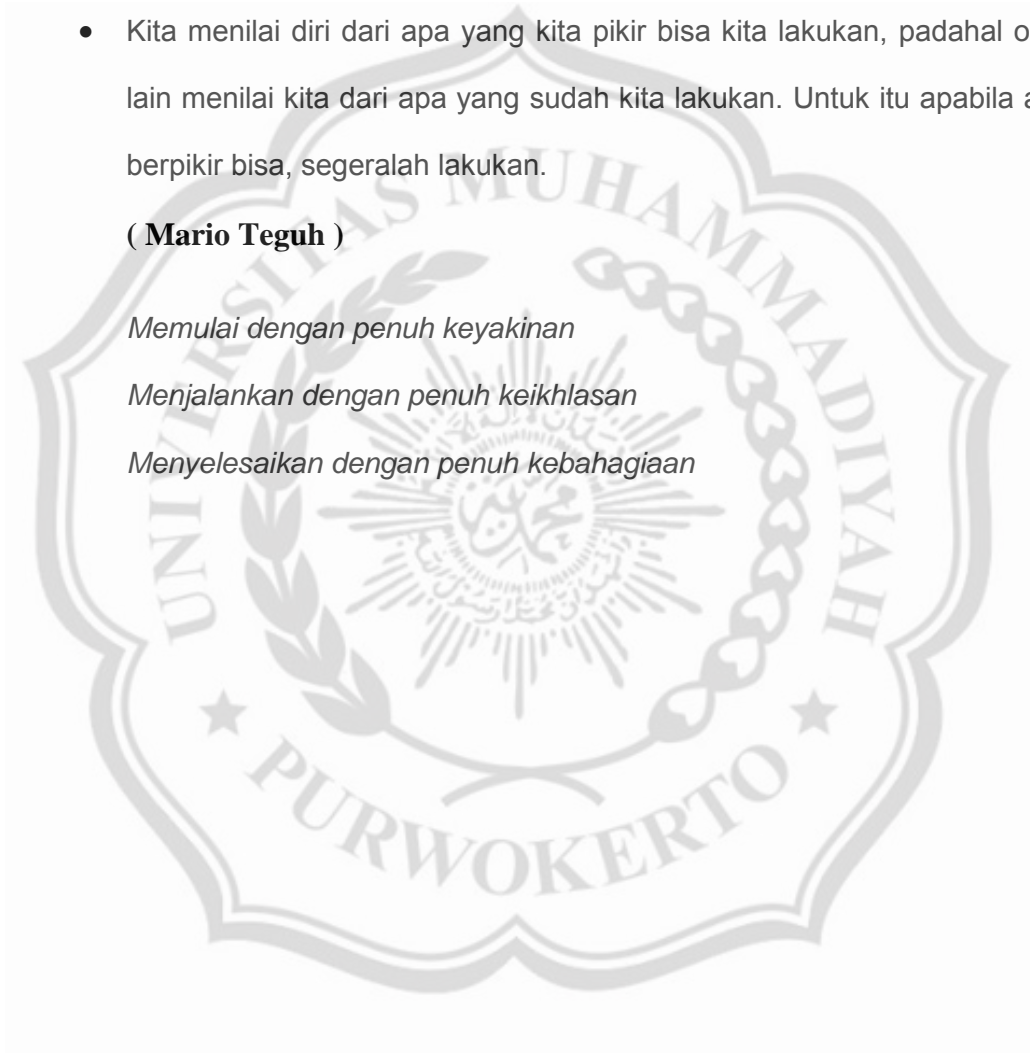 • Kita menilai diri dari apa yang kita pikir bisa kita lakukan, padahal o
lain menilai kita dari apa yang sudah kita lakukan. Untuk itu apabila a
berpikir bisa, segeralah lakukan.
( Mario Teguh )
Memulai dengan penuh keyakinan
Menjalankan dengan penuh keikhlasan
Menyelesaikan dengan penuh kebahagiaan
UNIVERSITAS MUHAMMADIYAH
PURWOKERTO